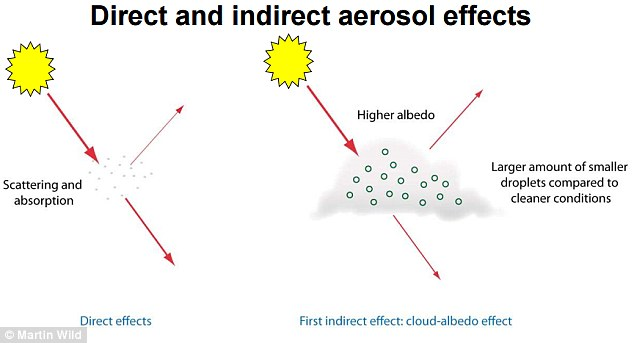 Direct and indirect aerosol effects
Higher albedo
Scattering and
absorption
Larger amount of smaller
droplets compared to
cleaner conditions
Direct effects
First indirect effect: cloud-albedo effect
© Martin Wild